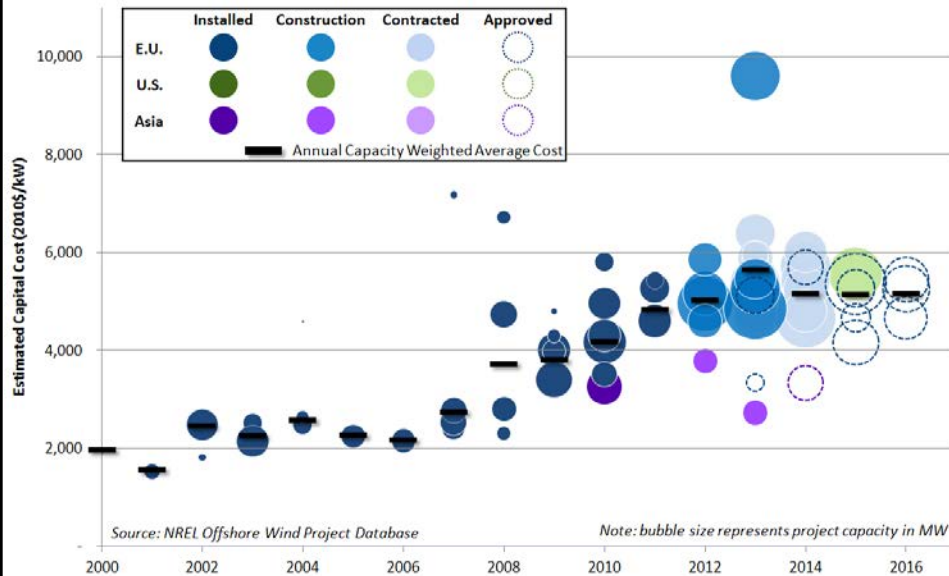 Installed Construction Contracted Approved
E.U.
U.S.
Asia
Annual Capacity Weighted Average Cost
Estimated Capital Cost (2010$/kW)
10,000
8,000
6,000
4,000
2,000
-
Source: NREL Offshore Wind Project Database
Note: bubble size represents project capacity in MW
2000 2002 2004 2006 2008 2010 2012 2014 2016